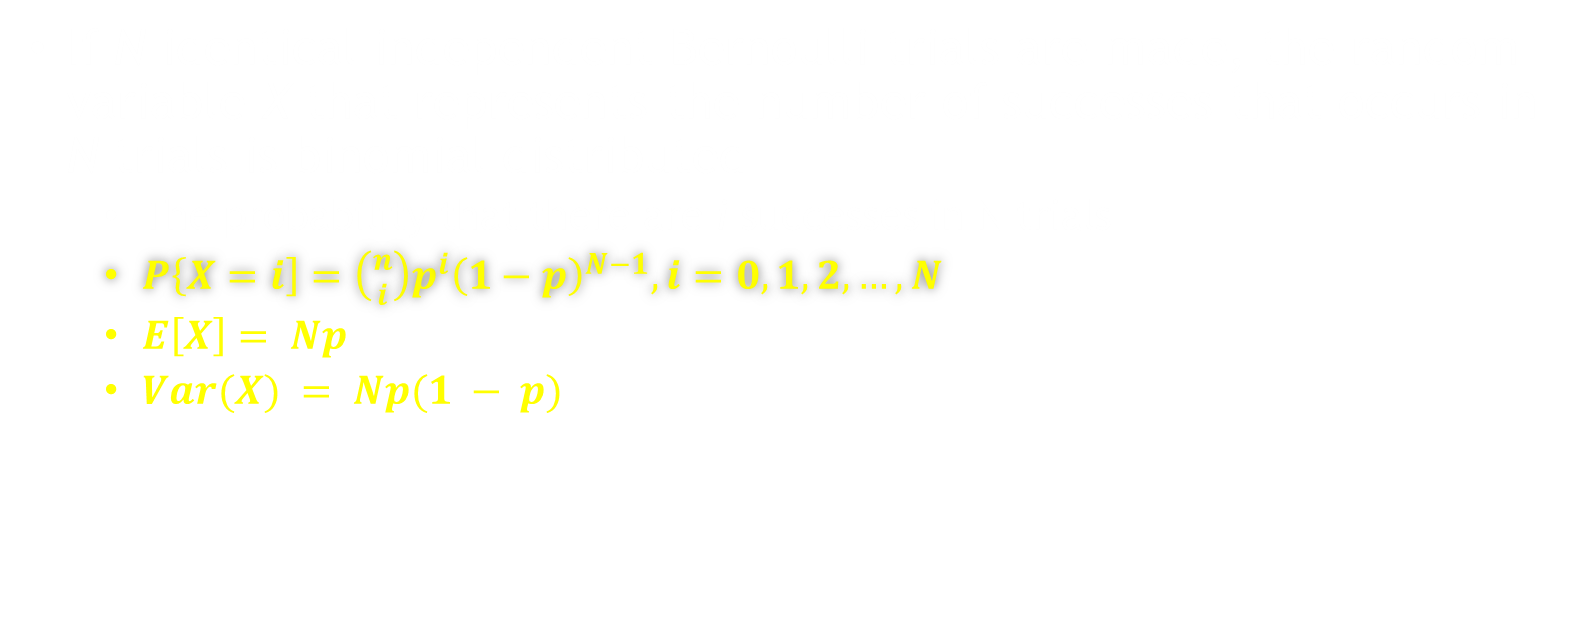 • P{X = i] = (n i) p^i (1 − p)^{N−1}, i = 0, 1, 2, … , N
• E[X] = Np
• Var(X) = Np(1 − p)